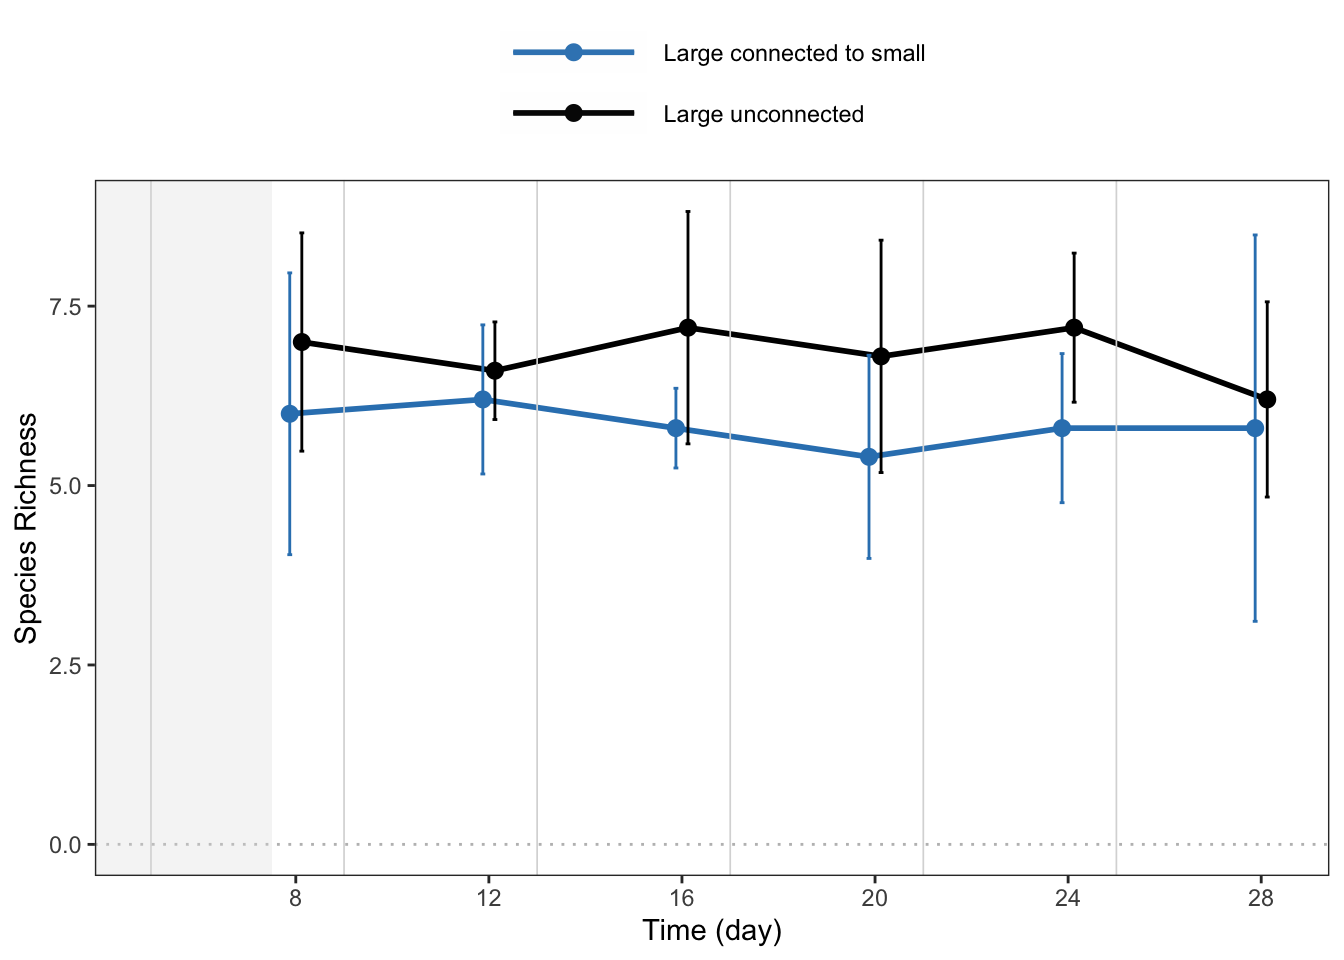 Large connected to small
Large unconnected
Species Richness
7.5
5.0
2.5
0.0
8 12 16 20 24 28
Time (day)